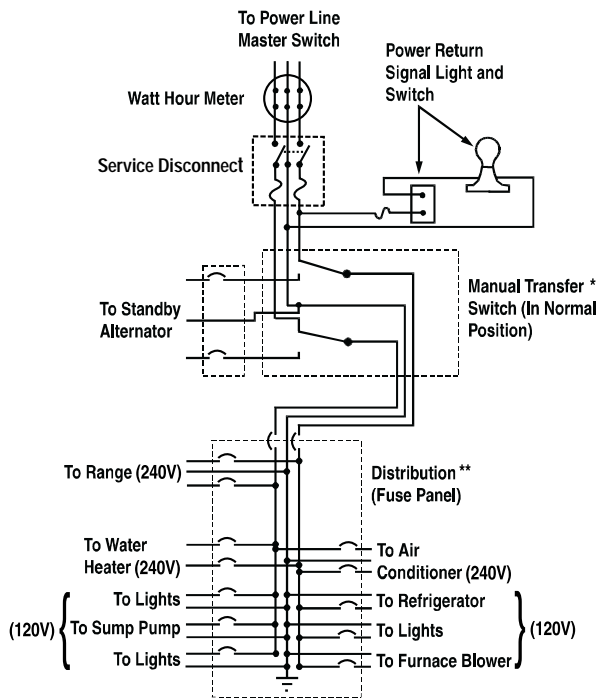 To Power Line
Master Switch
Power Return
Signal Light and
Switch
Watt Hour Meter
Service Disconnect
Manual Transfer *
Switch (In Normal
Position)
To Standby
Alternator
To Range (240V)
Distribution **
(Fuse Panel)
To Water
Heater (240V)
To Air
Conditioner (240V)
To Lights
To Refrigerator
(120V)
To Sump Pump
To Lights
(120V)
To Lights
To Furnace Blower